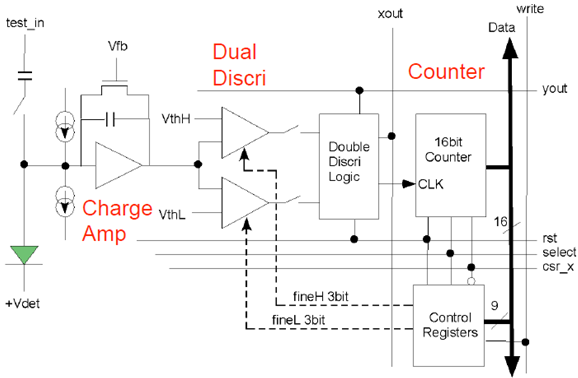 write
xout
test_in
Data
Vfb
Dual
Discri
Counter
yout
VthH
Double
Discri
Logic
16bit
Counter
CLK
Charge
Amp
VthL
16
rst
select
csr_x
+Vdet
fineH 3bit
fineL 3bit
Control
Registers
9